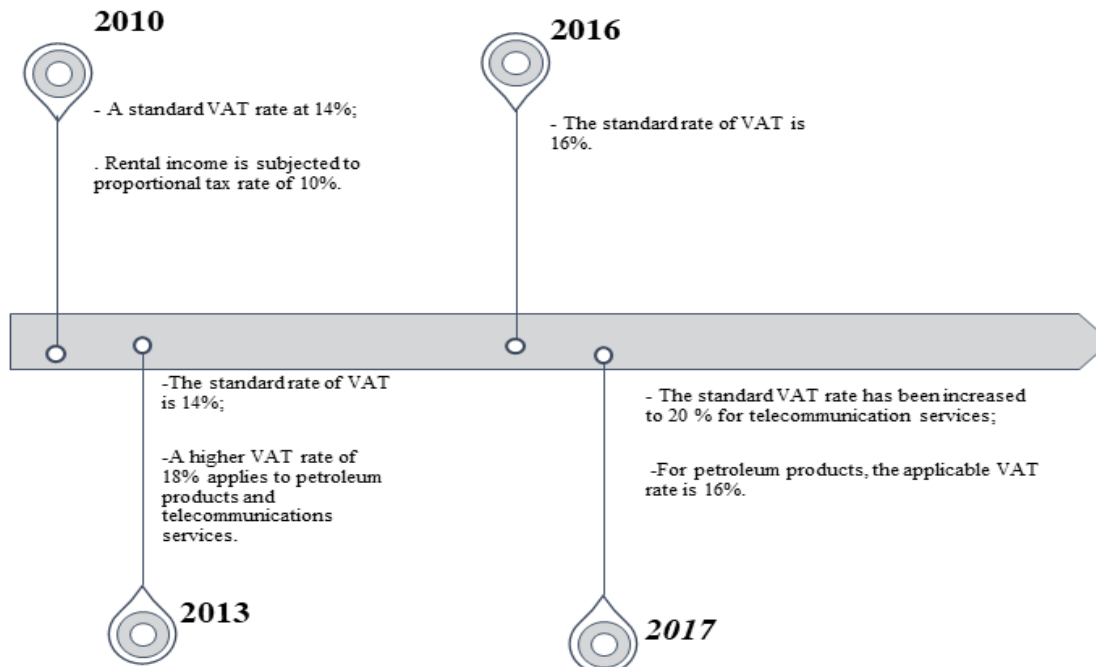 2010
- A standard VAT rate at 14%;
. Rental income is subjected to
proportional tax rate of 10%.
2016
- The standard rate of VAT is
16%.
-The standard rate of VAT
is 14%;
-A higher VAT rate of
18% applies to petroleum
products and
telecommunications
services.
2013
- The standard VAT rate has been increased
to 20 % for telecommunication services;
-For petroleum products, the applicable VAT
rate is 16%.
2017